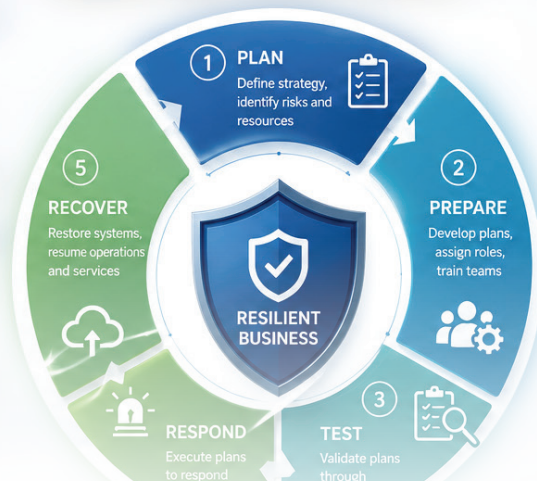 1
PLAN
Define strategy,
identify risks and
resources
2
PREPARE
Develop plans,
assign roles,
train teams
3
TEST
Validate plans
through
RESPOND
Execute plans
to respond
5
RECOVER
Restore systems,
resume operations
and services
RESILIENT
BUSINESS